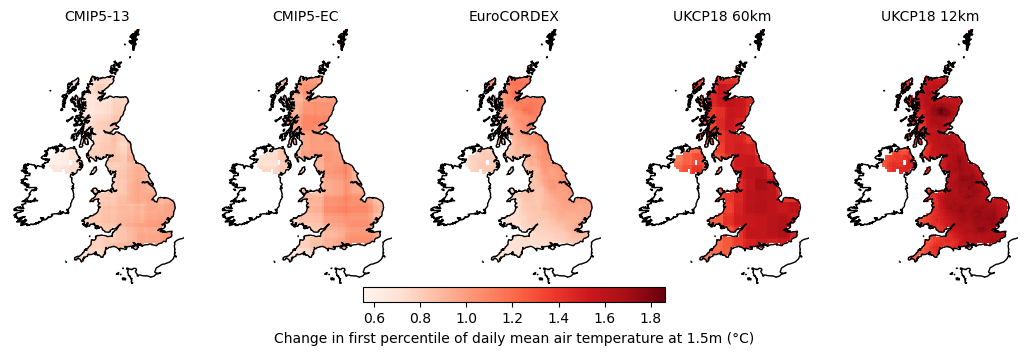 CMIP5-13 CMIP5-EC EuroCORDEX UKCP18 60km UKCP18 12km
0.6 0.8 1.0 1.2 1.4 1.6 1.8
Change in first percentile of daily mean air temperature at 1.5m (°C)